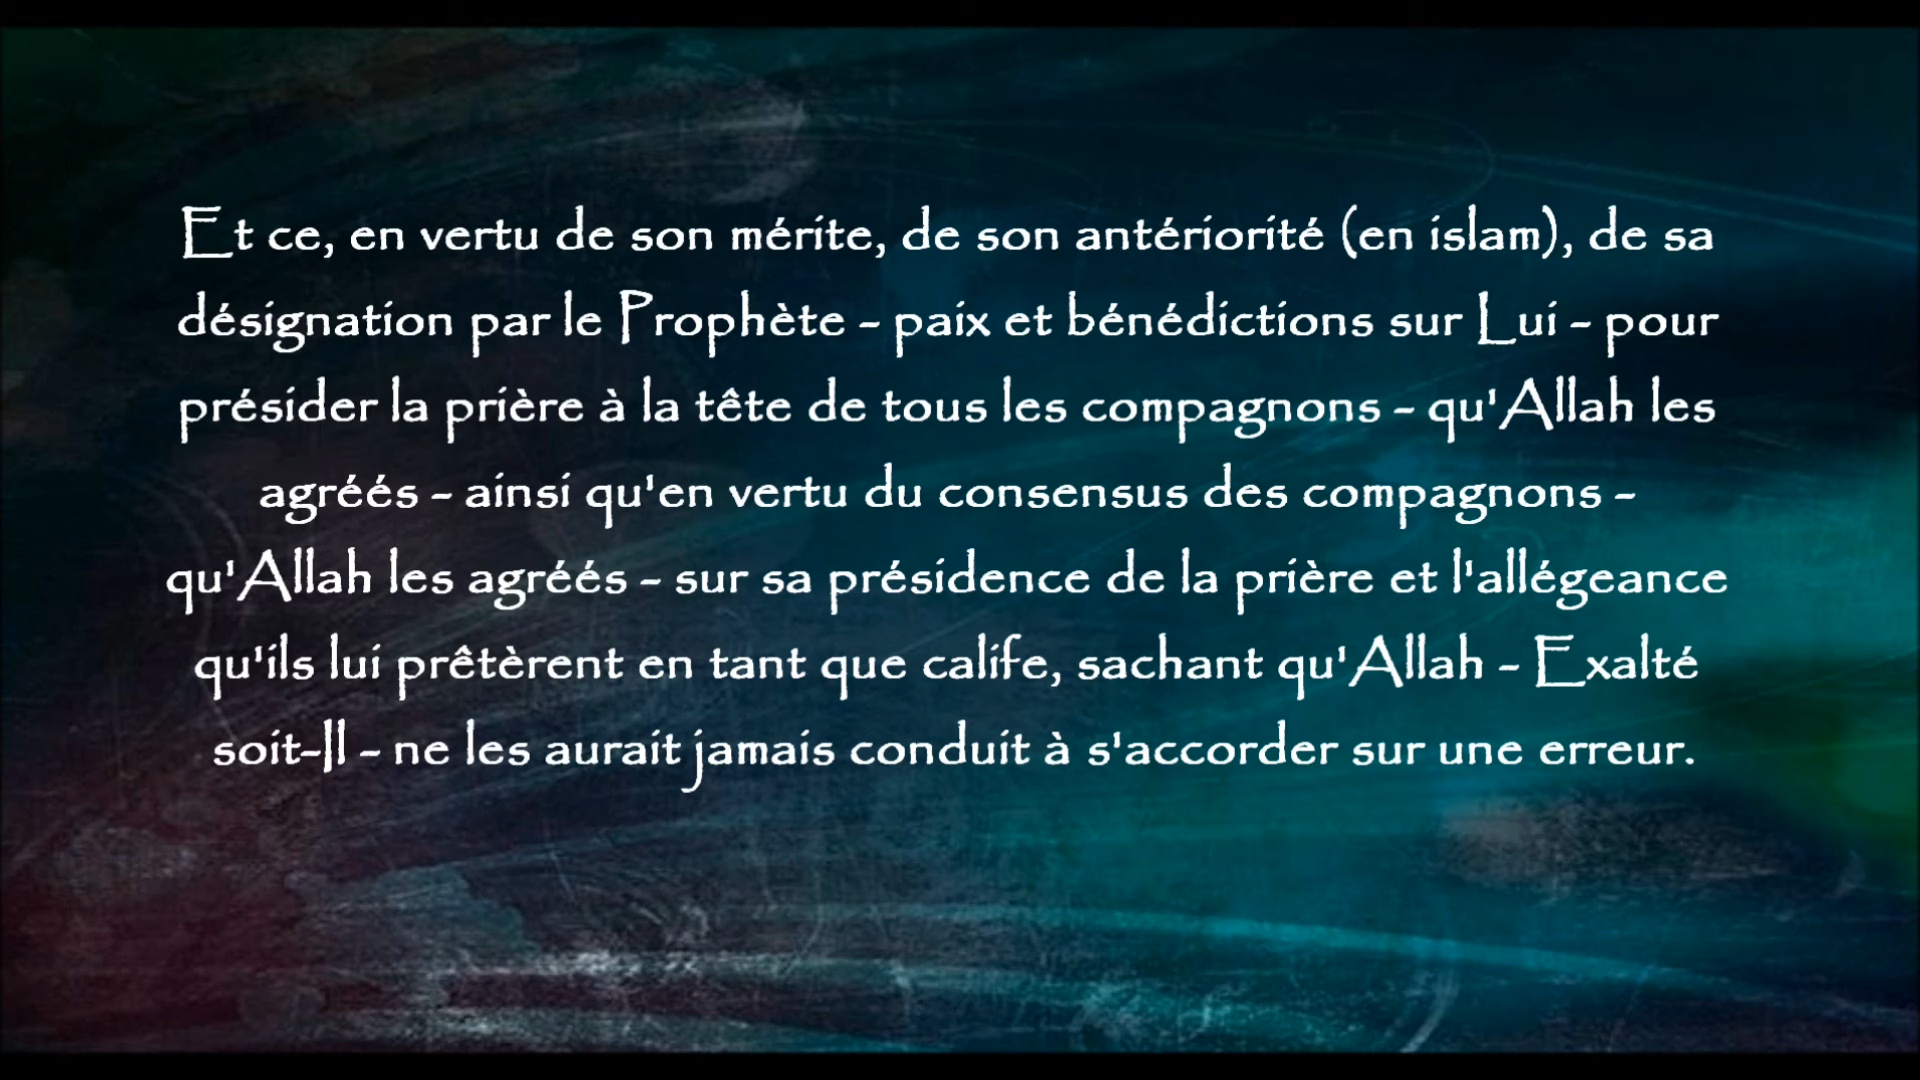 Et ce, en vertu de son mérite, de son antériorité (en islam), de sa
désignation par le Prophète - paix et bénédictions sur Lui - pour
présider la prière à la tête de tous les compagnons - qu'Allah les
agréés - ainsi qu'en vertu du consensus des compagnons -
qu'Allah les agréés - sur sa présidence de la prière et l'allégeance
qu'ils lui prêtèrent en tant que calife, sachant qu'Allah - Exalté
soit-Il - ne les aurait jamais conduit à s'accorder sur une erreur.